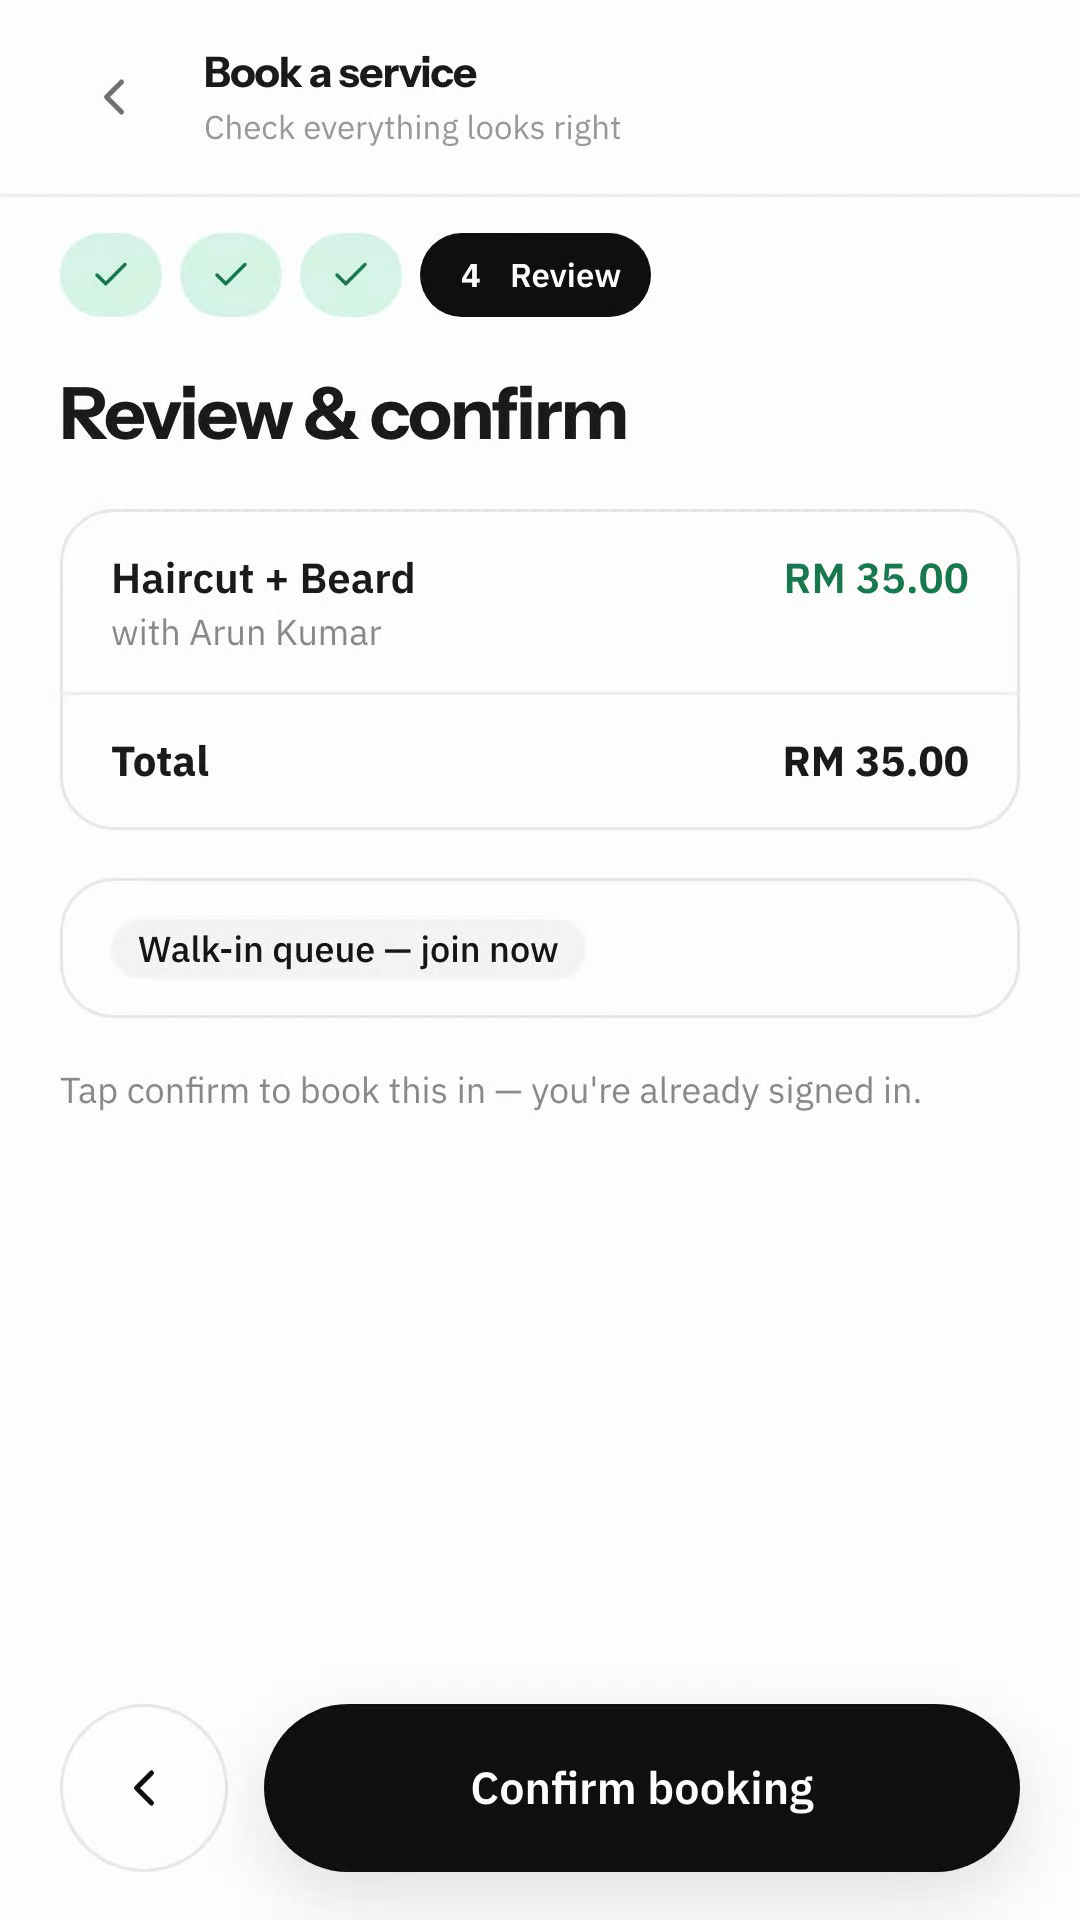 Book a service
Check everything looks right
4 Review
Review & confirm
Haircut + Beard RM 35.00
with Arun Kumar
Total RM 35.00
Walk-in queue — join now
Tap confirm to book this in — you're already signed in.
Confirm booking